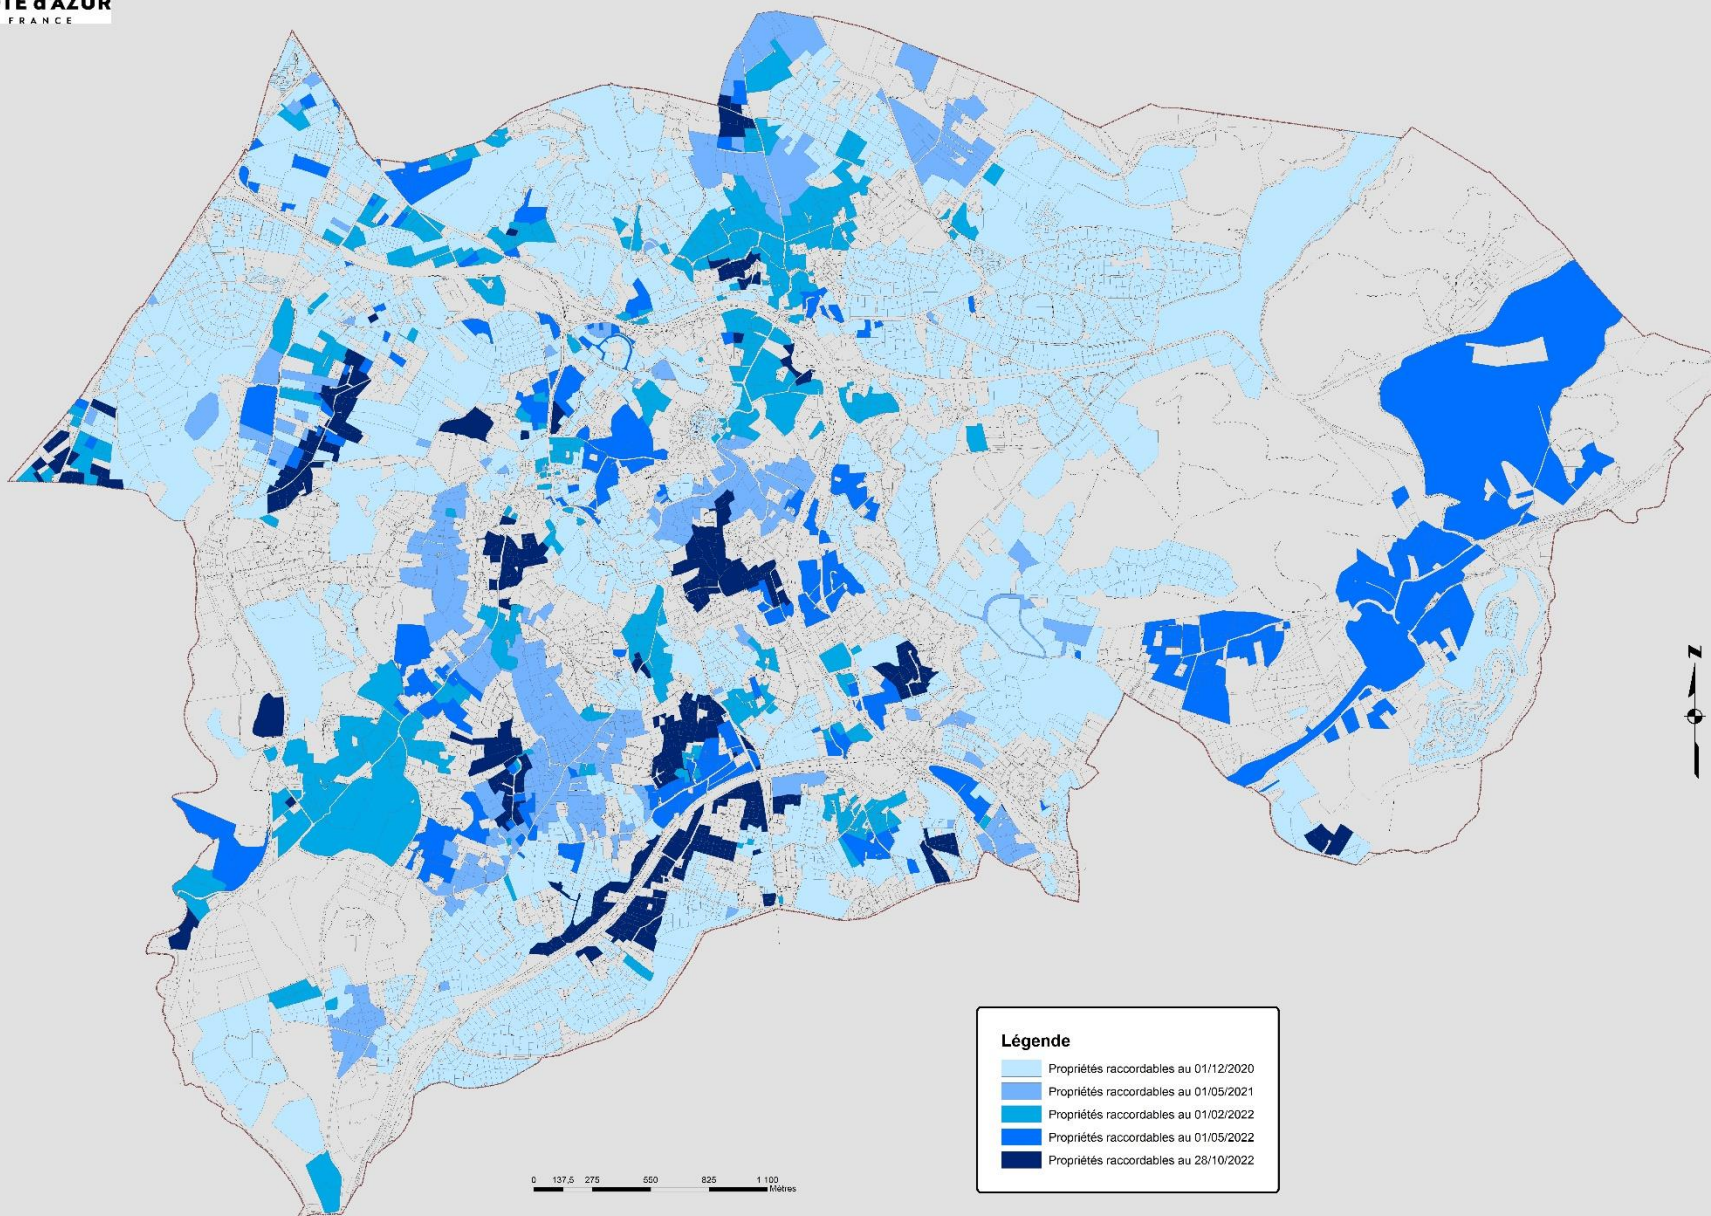 CÔTE d'AZUR
FRANCE
N
Légende
Propriétés raccordables au 01/12/2020
Propriétés raccordables au 01/05/2021
Propriétés raccordables au 01/02/2022
Propriétés raccordables au 01/05/2022
Propriétés raccordables au 28/10/2022
0 137,5 275 550 825 1 100
Mètres